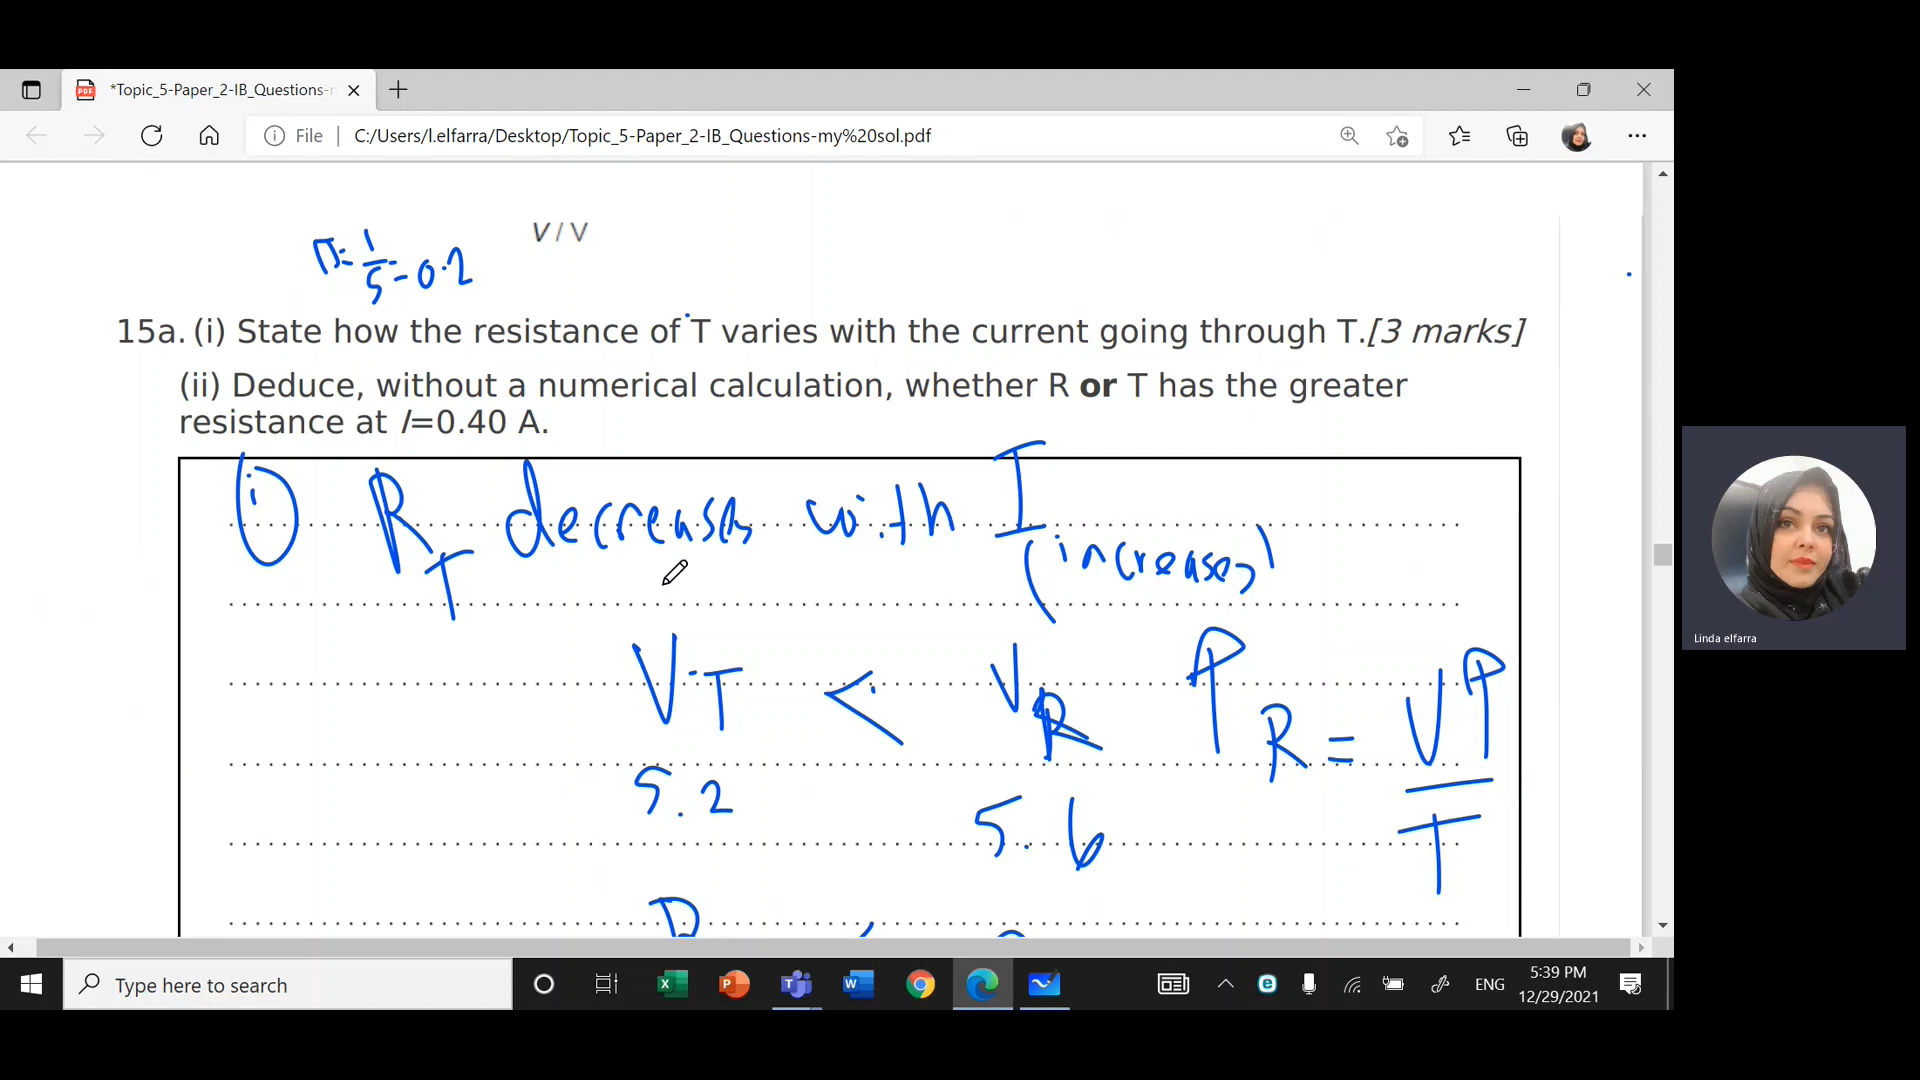 *Topic_5-Paper_2-IB_Questions-
File
C:/Users/l.elfarra/Desktop/Topic_5-Paper_2-IB_Questions-my%20sol.pdf
V / V
1
5
= 0.2
15a. (i) State how the resistance of T varies with the current going through T.[3 marks]
(ii) Deduce, without a numerical calculation, whether R or T has the greater
resistance at I=0.40 A.
i R_T decreases with I
(increases)
V_T < V_R R = V
5.2 5.6 I
Linda elfarra
Type here to search
ENG
5:39 PM
12/29/2021